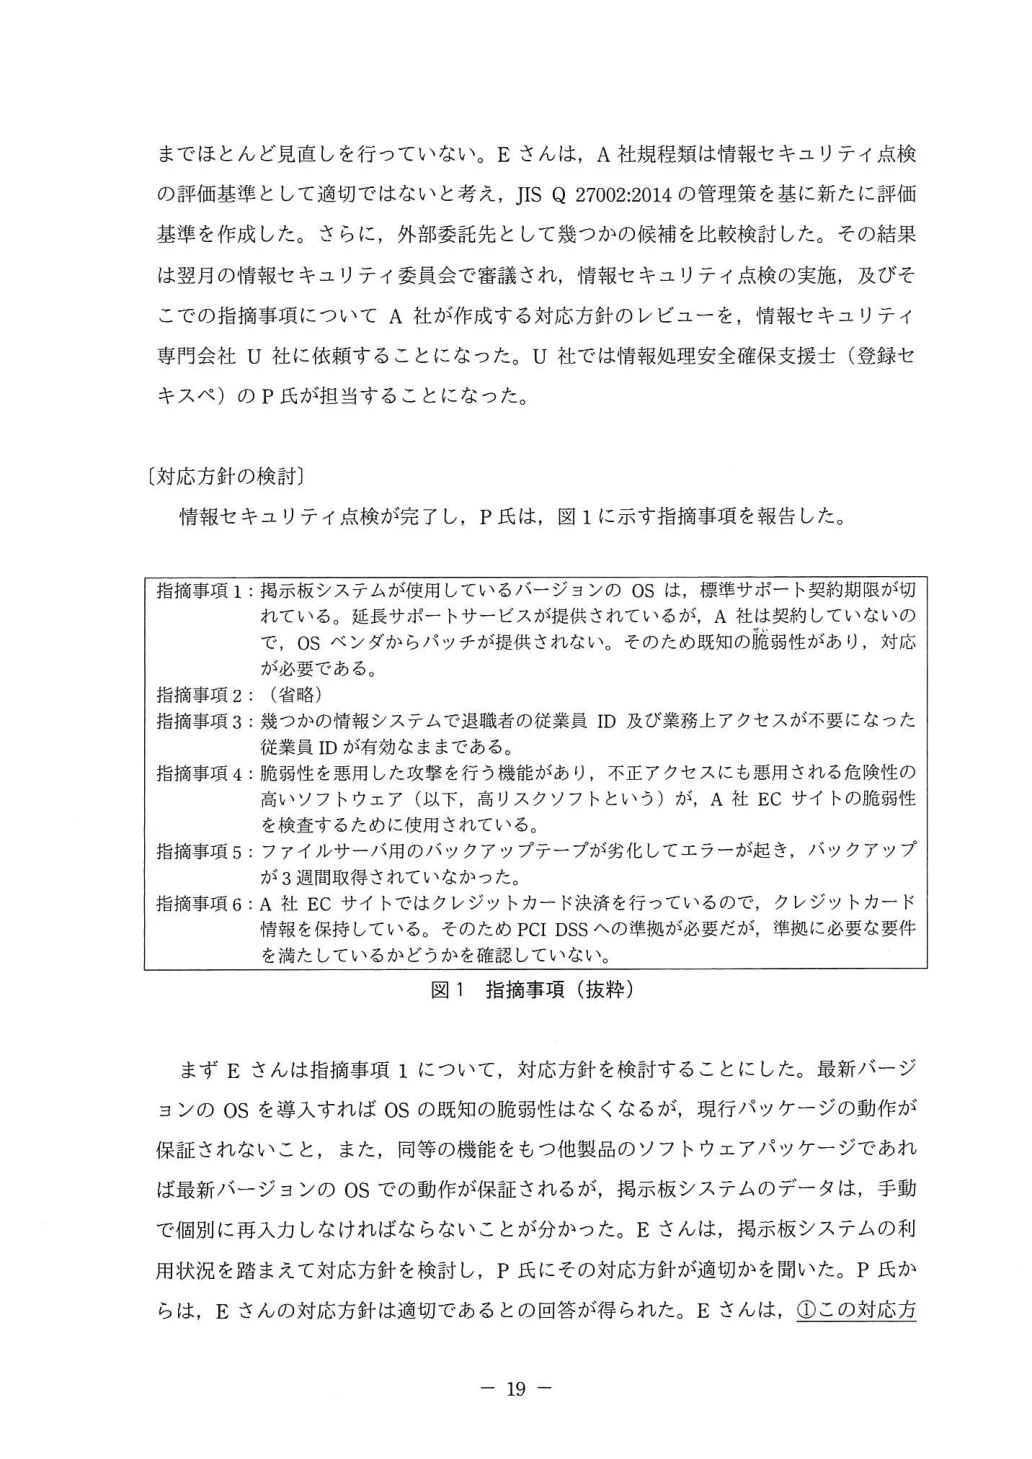 までほとんど見直しを行っていない。E さんは，A 社規程類は情報セキュリティ点検
の評価基準として適切ではないと考え，JIS Q 27002:2014 の管理策を基に新たに評価
基準を作成した。さらに，外部委託先として幾つかの候補を比較検討した。その結果
は翌月の情報セキュリティ委員会で審議され，情報セキュリティ点検の実施，及びそ
こでの指摘事項について A 社が作成する対応方針のレビューを，情報セキュリティ
専門会社 U 社に依頼することになった。U 社では情報処理安全確保支援士（登録セ
キスペ）の P 氏が担当することになった。
〔対応方針の検討〕
情報セキュリティ点検が完了し，P 氏は，図 1 に示す指摘事項を報告した。
指摘事項 1：掲示板システムが使用しているバージョンの OS は，標準サポート契約期限が切
れている。延長サポートサービスが提供されているが，A 社は契約していないの
で，OS ベンダからパッチが提供されない。そのため既知の脆ぜい弱性があり，対応
が必要である。
指摘事項 2：（省略）
指摘事項 3：幾つかの情報システムで退職者の従業員 ID 及び業務上アクセスが不要になった
従業員 ID が有効なままである。
指摘事項 4：脆弱性を悪用した攻撃を行う機能があり，不正アクセスにも悪用される危険性の
高いソフトウェア（以下，高リスクソフトという）が，A 社 EC サイトの脆弱性
を検査するために使用されている。
指摘事項 5：ファイルサーバ用のバックアップテープが劣化してエラーが起き，バックアップ
が 3 週間取得されていなかった。
指摘事項 6：A 社 EC サイトではクレジットカード決済を行っているので，クレジットカード
情報を保持している。そのため PCI DSS への準拠が必要だが，準拠に必要な要件
を満たしているかどうかを確認していない。
図 1 指摘事項（抜粋）
まず E さんは指摘事項 1 について，対応方針を検討することにした。最新バージ
ョンの OS を導入すれば OS の既知の脆弱性はなくなるが，現行パッケージの動作が
保証されないこと，また，同等の機能をもつ他製品のソフトウェアパッケージであれ
ば最新バージョンの OS での動作が保証されるが，掲示板システムのデータは，手動
で個別に再入力しなければならないことが分かった。E さんは，掲示板システムの利
用状況を踏まえて対応方針を検討し，P 氏にその対応方針が適切かを聞いた。P 氏か
らは，E さんの対応方針は適切であるとの回答が得られた。E さんは，①この対応方
－ 19 －